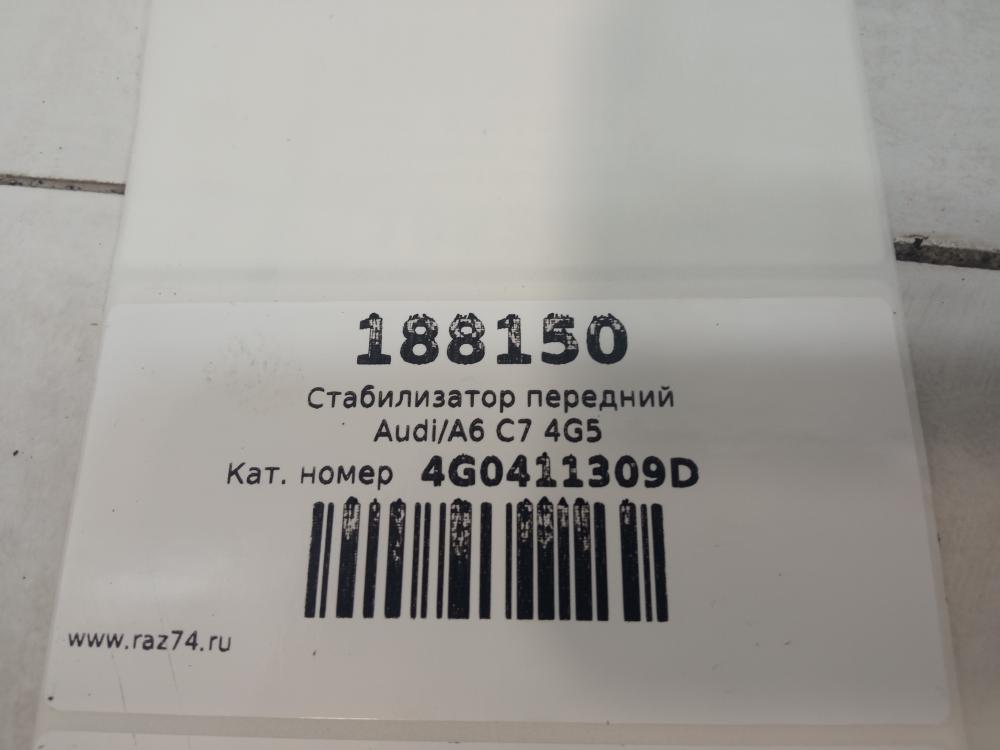 188150
Стабилизатор передний
Audi/A6 C7 4G5
Кат. номер 4G0411309D
www.raz74.ru